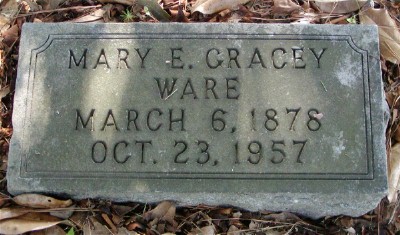 MARY E. GRACEY
WARE
MARCH 6, 1878
OCT. 23, 1957